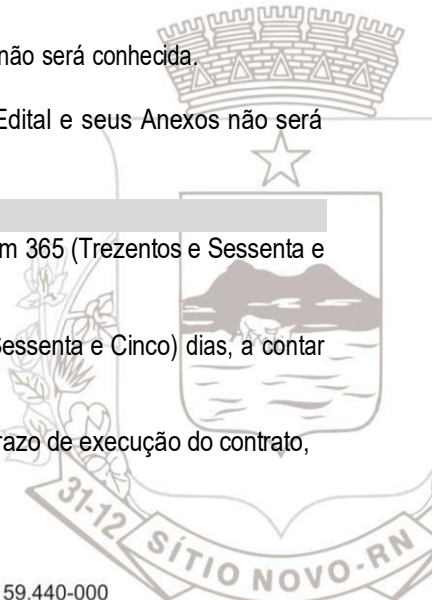 não será conhecida.
Edital e seus Anexos não será
m 365 (Trezentos e Sessenta e
Sessenta e Cinco) dias, a contar
razo de execução do contrato,
31-12 SÍTIO NOVO-RN
59.440-000